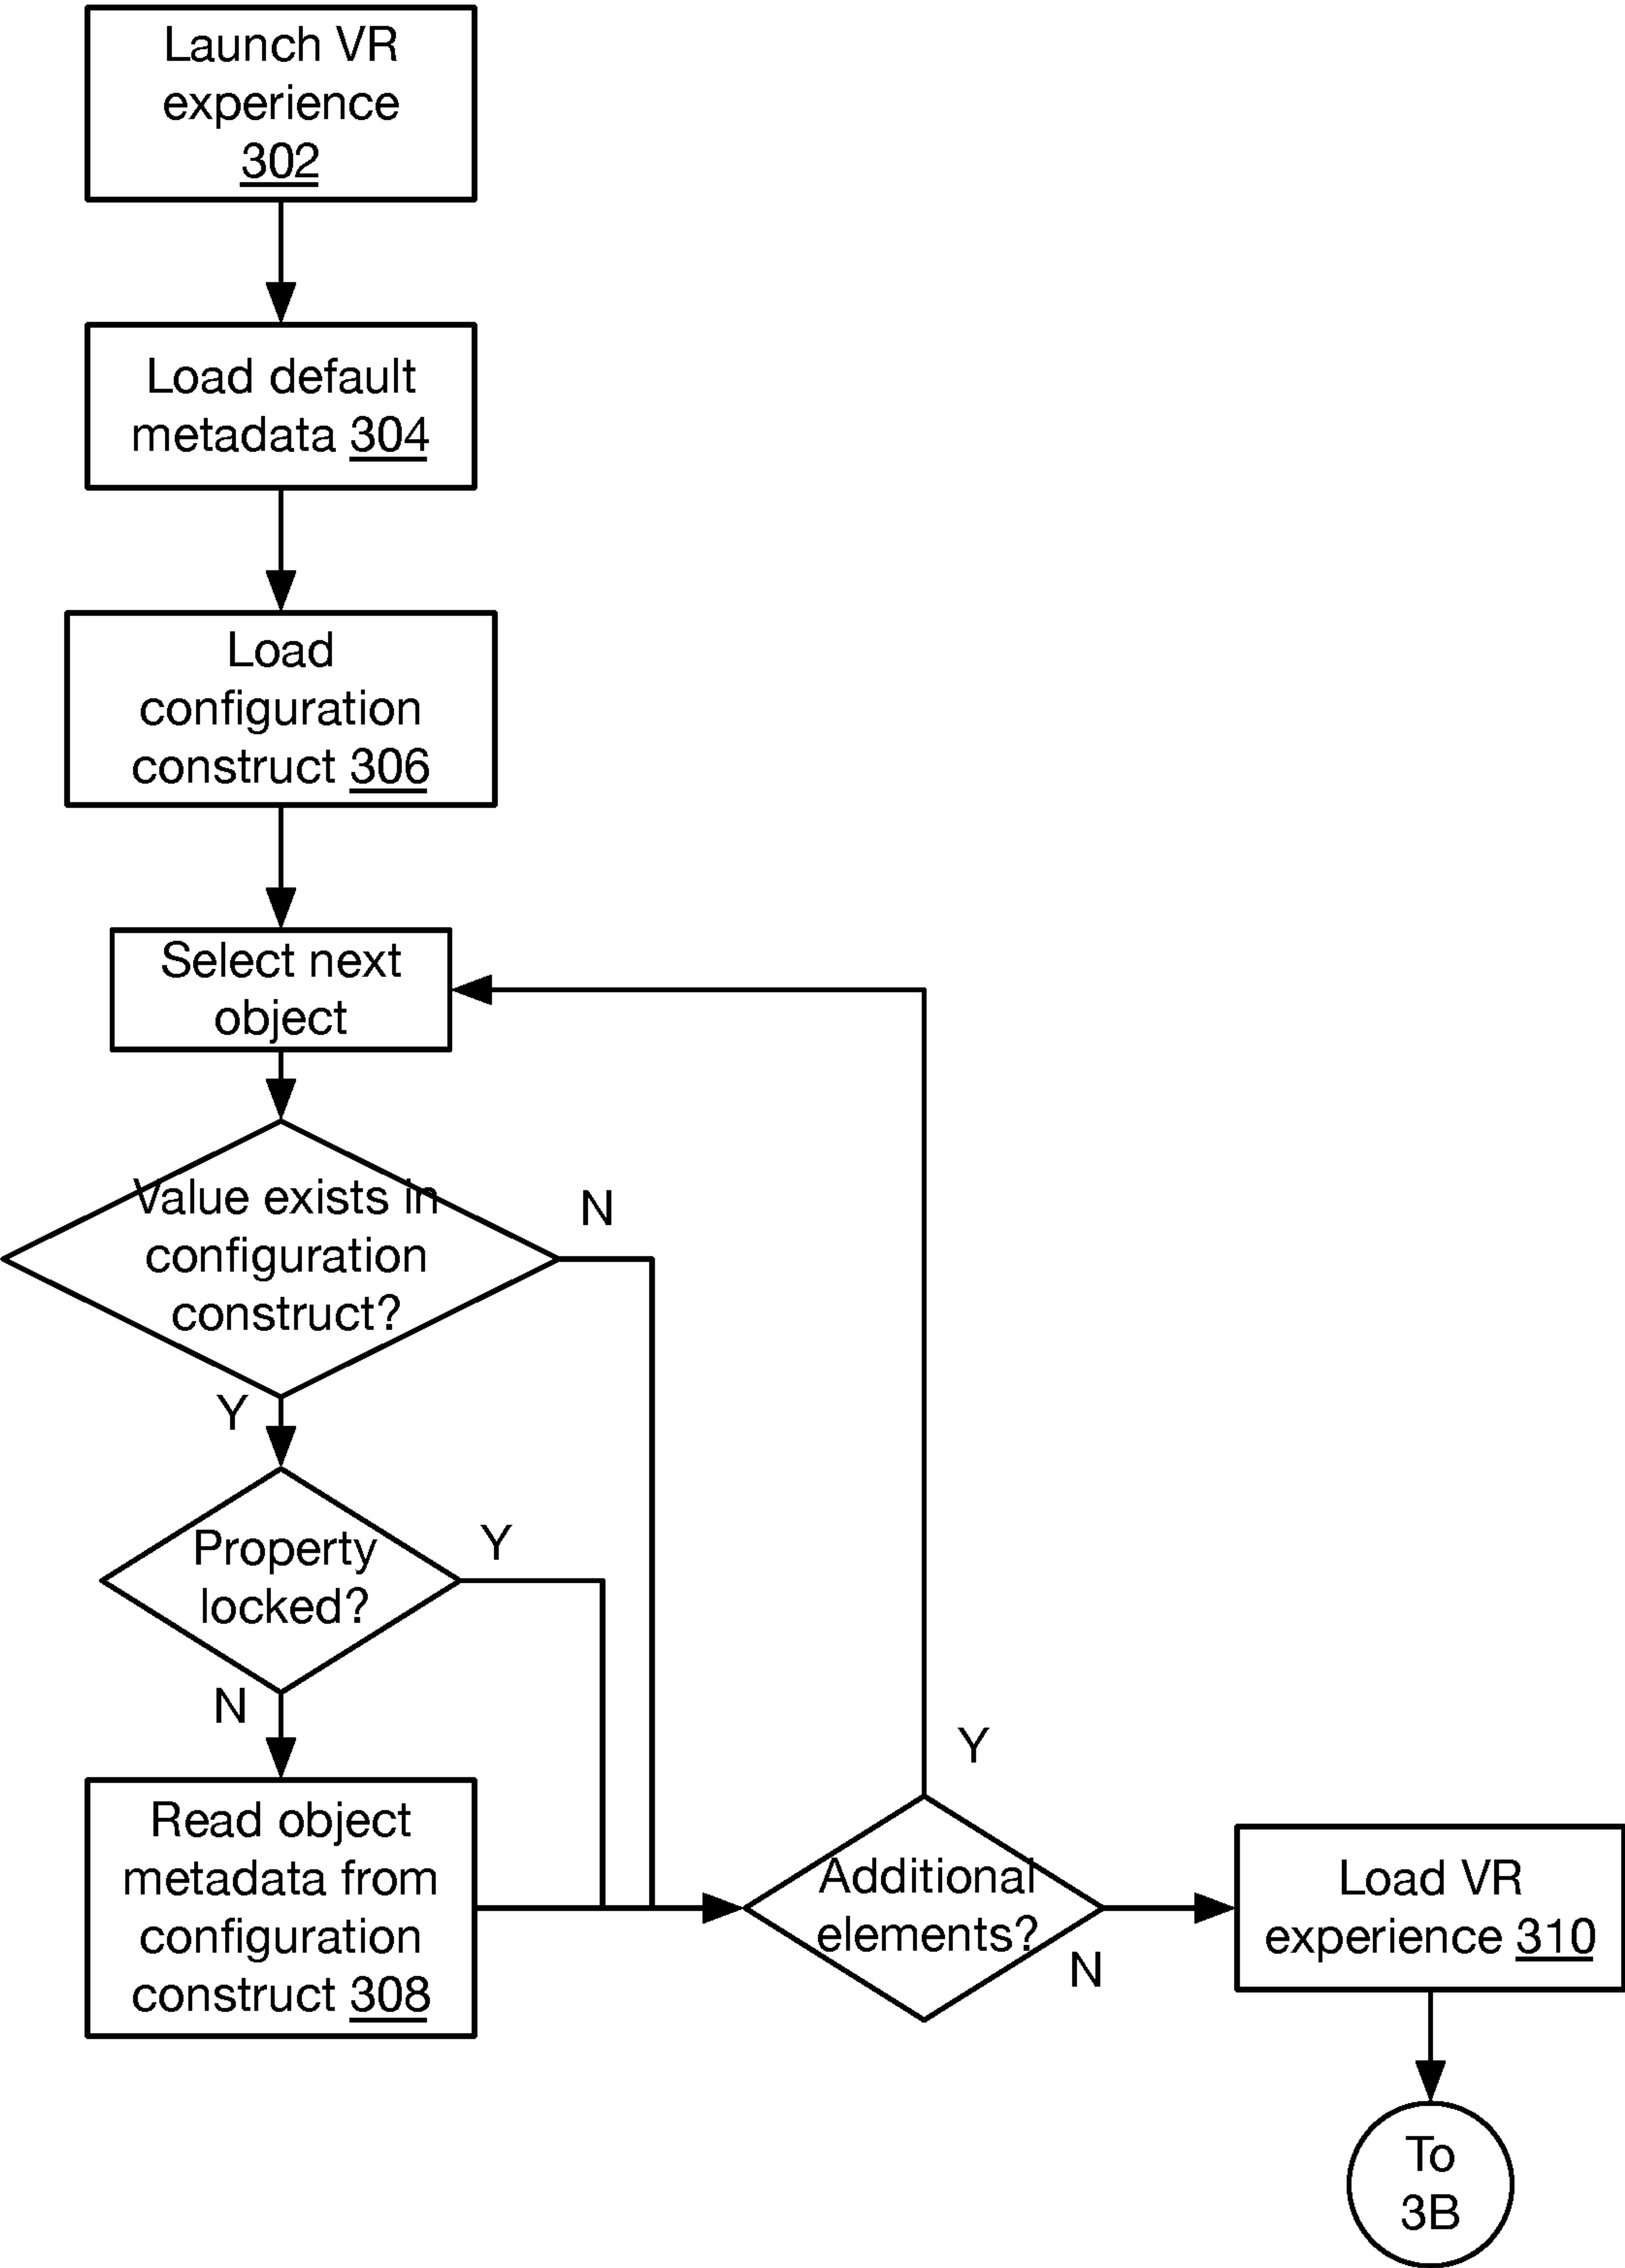 Launch VR
experience
302
Load default
metadata 304
Load
configuration
construct 306
Select next
object
Value exists in
configuration
construct?
N
Y
Property
locked?
Y
N
Read object
metadata from
configuration
construct 308
Additional
elements?
Y
N
Load VR
experience 310
To
3B